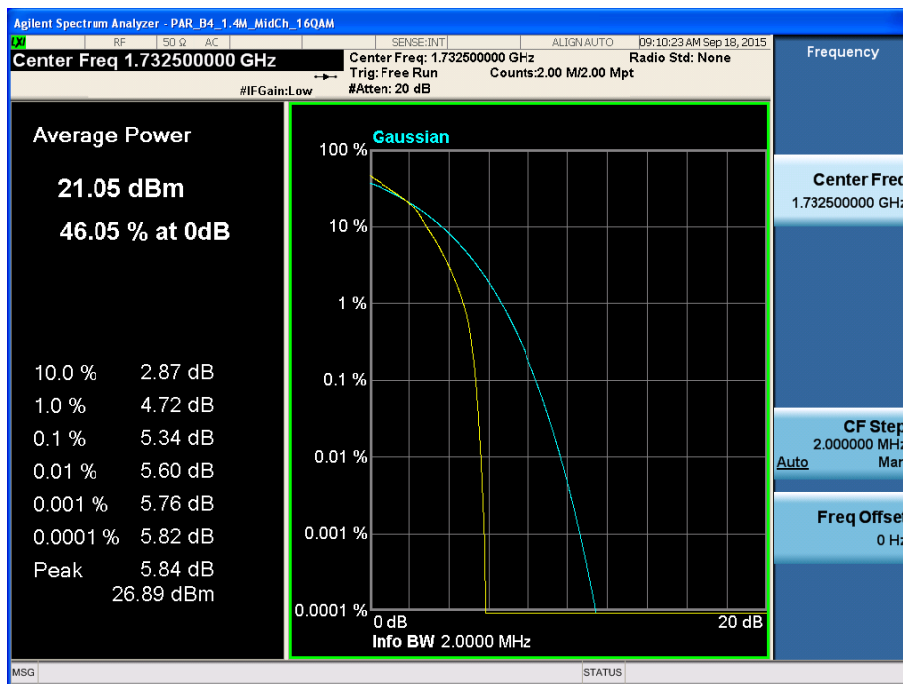 Agilent Spectrum Analyzer - PAR_B4_1.4M_MidCh_16QAM
LXI RF 50 Ω AC SENSE:INT ALIGN AUTO 09:10:23 AM Sep 18, 2015
Center Freq 1.732500000 GHz
Center Freq: 1.732500000 GHz Radio Std: None
Trig: Free Run Counts:2.00 M/2.00 Mpt
#IFGain:Low #Atten: 20 dB
Average Power
21.05 dBm
46.05 % at 0dB
10.0 % 2.87 dB
1.0 % 4.72 dB
0.1 % 5.34 dB
0.01 % 5.60 dB
0.001 % 5.76 dB
0.0001 % 5.82 dB
Peak 5.84 dB
26.89 dBm
Gaussian
100 %
10 %
1 %
0.1 %
0.01 %
0.001 %
0.0001 %
0 dB 20 dB
Info BW 2.0000 MHz
Frequency
Center Freq
1.732500000 GHz
CF Step
2.000000 MHz
Auto Man
Freq Offset
0 Hz
MSG STATUS